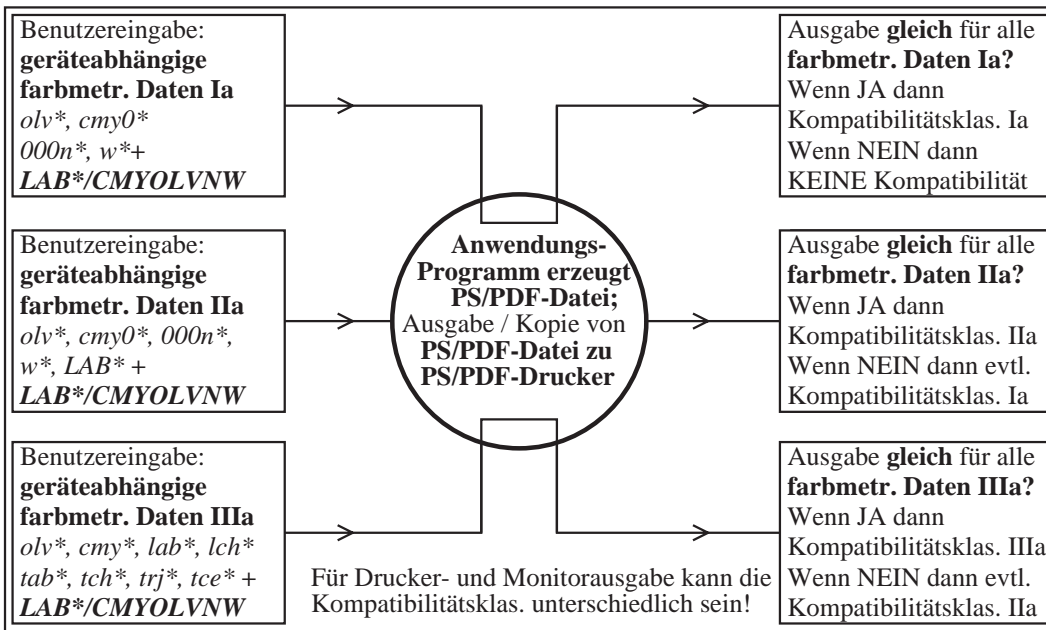 Benutzereingabe:
geräteabhängige
farbmetr. Daten Ia
olv*, cmy0*
000n*, w*+
LAB*/CMYOLVNW
Ausgabe gleich für alle
farbmetr. Daten Ia?
Wenn JA dann
Kompatibilitätsklas. Ia
Wenn NEIN dann
KEINE Kompatibilität
Benutzereingabe:
geräteabhängige
farbmetr. Daten IIa
olv*, cmy0*, 000n*,
w*, LAB* +
LAB*/CMYOLVNW
Anwendungs-
Programm erzeugt
PS/PDF-Datei;
Ausgabe / Kopie von
PS/PDF-Datei zu
PS/PDF-Drucker
Ausgabe gleich für alle
farbmetr. Daten IIa?
Wenn JA dann
Kompatibilitätsklas. IIa
Wenn NEIN dann evtl.
Kompatibilitätsklas. Ia
Benutzereingabe:
geräteabhängige
farbmetr. Daten IIIa
olv*, cmy*, lab*, lch*
tab*, tch*, trj*, tce* +
LAB*/CMYOLVNW
Für Drucker- und Monitorausgabe kann die
Kompatibilitätsklas. unterschiedlich sein!
Ausgabe gleich für alle
farbmetr. Daten IIIa?
Wenn JA dann
Kompatibilitätsklas. IIIa
Wenn NEIN dann evtl.
Kompatibilitätsklas. IIa